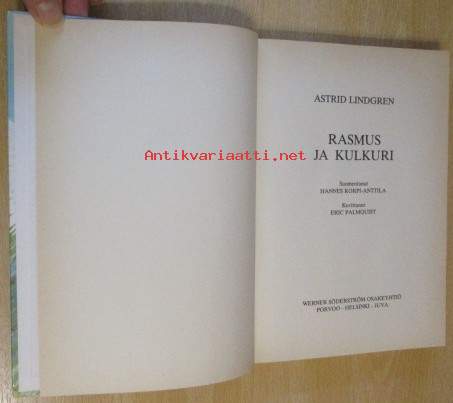 ASTRID LINDGREN
RASMUS
JA KULKURI
Suomentanut
HANNES KORPI-ANTTILA
Kuvittanut
ERIC PALMQUIST
WERNER SÖDERSTRÖM OSAKEYHTIÖ
PORVOO – HELSINKI – JUVA
Antikvariaatti.net